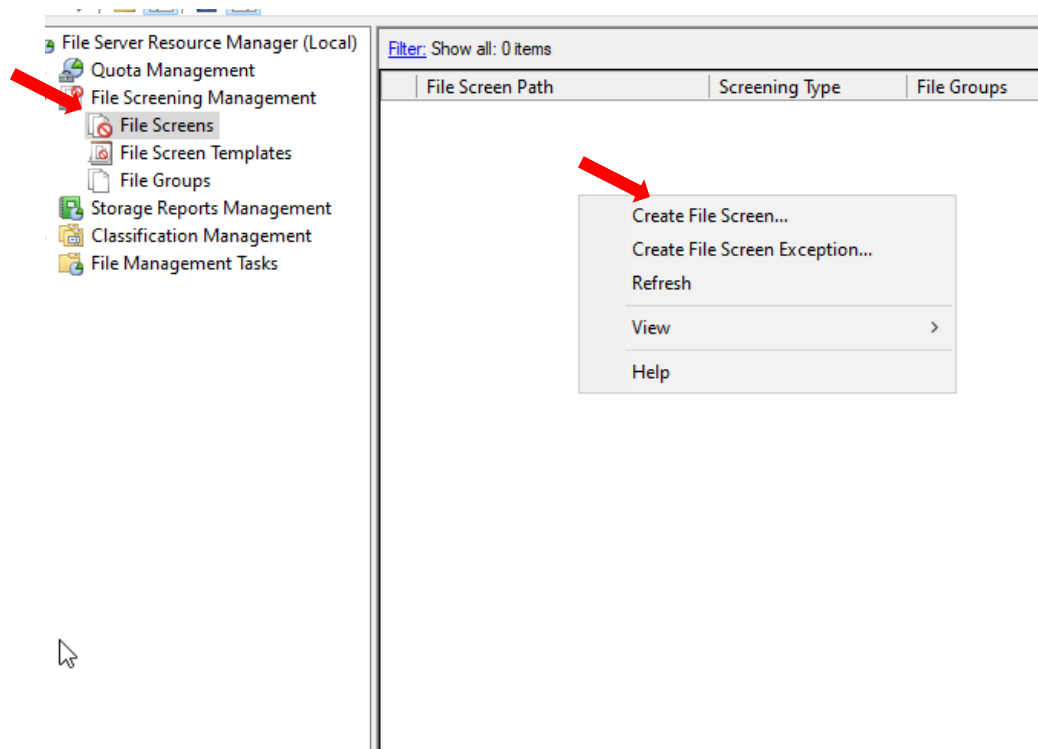 File Server Resource Manager (Local)
Quota Management
File Screening Management
File Screens
File Screen Templates
File Groups
Storage Reports Management
Classification Management
File Management Tasks
Filter: Show all: 0 items
File Screen Path Screening Type File Groups
Create File Screen...
Create File Screen Exception...
Refresh
View
Help